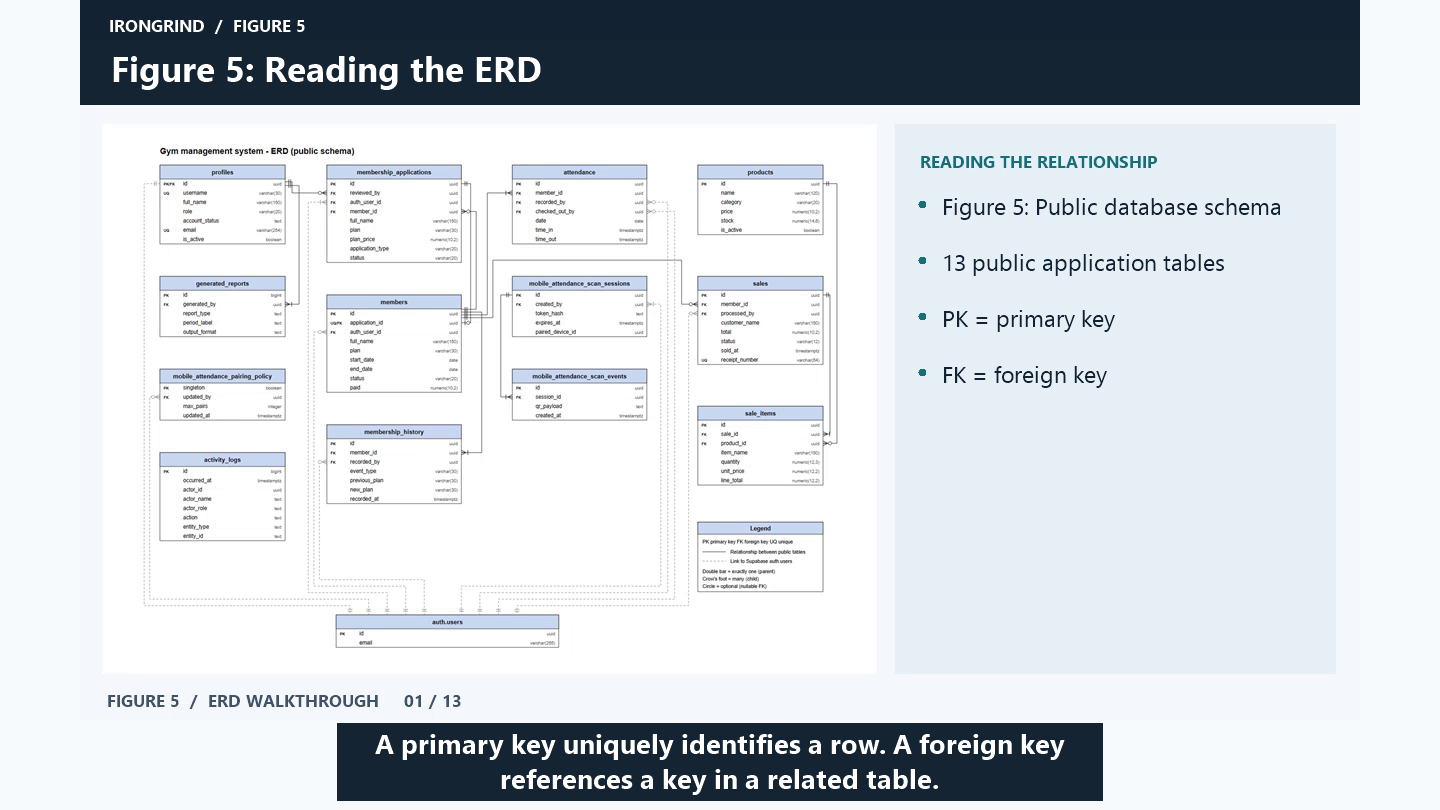 IRONGRIND / FIGURE 5
Figure 5: Reading the ERD
Gym management system - ERD (public schema)
profiles
PK/FK id uuid
UQ username varchar(30)
full_name varchar(160)
role varchar(20)
account_status text
UQ email varchar(254)
is_active boolean
generated_reports
PK id bigint
FK generated_by uuid
report_type text
period_label text
output_format text
mobile_attendance_pairing_policy
PK singleton boolean
FK updated_by uuid
max_pairs integer
updated_at timestamptz
activity_logs
PK id bigint
occurred_at timestamptz
actor_id uuid
actor_name text
actor_role text
action text
entity_type text
entity_id text
membership_applications
PK id uuid
FK reviewed_by uuid
FK auth_user_id uuid
FK member_id uuid
full_name varchar(160)
plan varchar(30)
plan_price numeric(10,2)
application_type varchar(20)
status varchar(20)
members
PK id uuid
UQ/FK application_id uuid
FK auth_user_id uuid
full_name varchar(160)
plan varchar(30)
start_date date
end_date date
status varchar(20)
paid numeric(10,2)
membership_history
PK id uuid
FK member_id uuid
FK recorded_by uuid
event_type varchar(30)
previous_plan varchar(30)
new_plan varchar(30)
recorded_at timestamptz
attendance
PK id uuid
FK member_id uuid
FK recorded_by uuid
FK checked_out_by uuid
date date
time_in timestamptz
time_out timestamptz
mobile_attendance_scan_sessions
PK id uuid
FK created_by uuid
token_hash text
expires_at timestamptz
paired_device_id uuid
mobile_attendance_scan_events
PK id uuid
FK session_id uuid
qr_payload text
created_at timestamptz
products
PK id uuid
name varchar(120)
category varchar(20)
price numeric(10,2)
stock
is_active boolean
sales
PK id uuid
FK member_id uuid
FK processed_by uuid
customer_name varchar(160)
total numeric(10,2)
status varchar(12)
sold_at timestamptz
UQ receipt_number varchar(64)
sale_items
PK id uuid
FK sale_id uuid
FK product_id uuid
item_name varchar(160)
quantity numeric(12,3)
unit_price numeric(12,2)
line_total numeric(12,2)
Legend
PK primary key FK foreign key UQ unique
Relationship between public tables
Link to Supabase auth.users
Double bar = exactly one (parent)
Crow's foot = many (child)
Circle = optional (nullable FK)
auth.users
PK id uuid
email varchar(255)
READING THE RELATIONSHIP
• Figure 5: Public database schema
• 13 public application tables
• PK = primary key
• FK = foreign key
FIGURE 5 / ERD WALKTHROUGH 01 / 13
A primary key uniquely identifies a row. A foreign key
references a key in a related table.